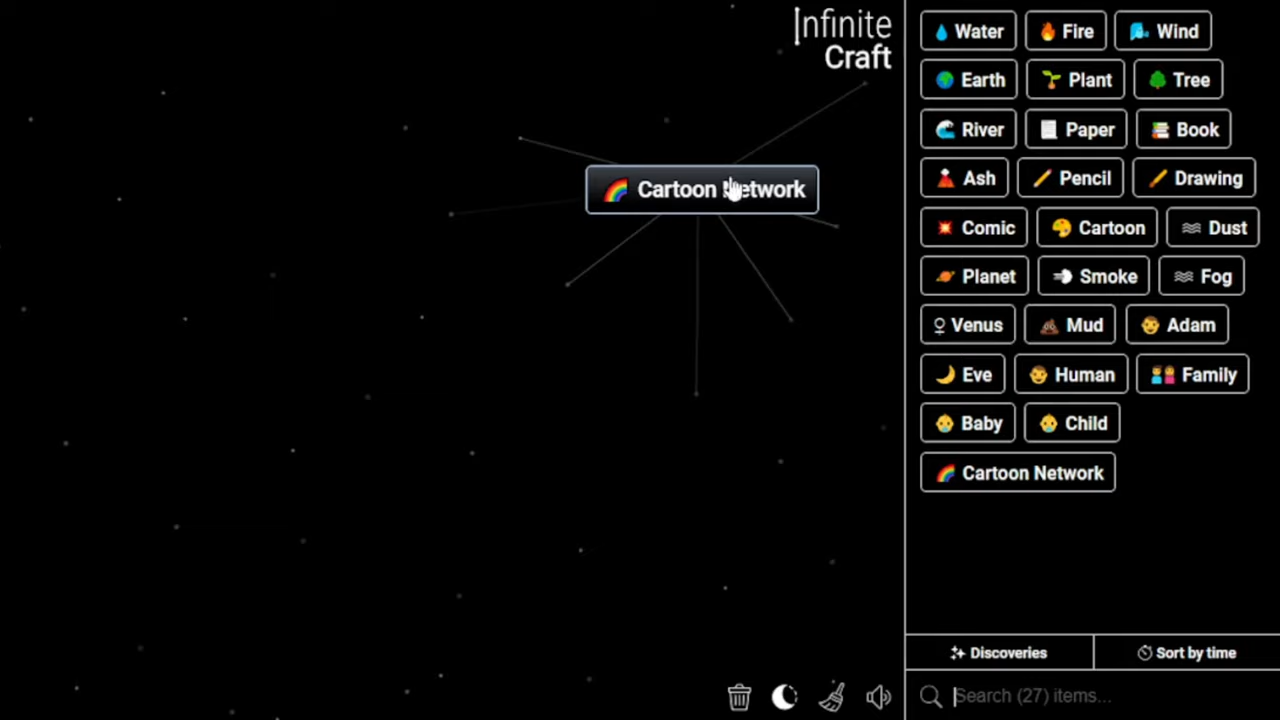 Infinite
Craft
Cartoon Network
Water Fire Wind
Earth Plant Tree
River Paper Book
Ash Pencil Drawing
Comic Cartoon Dust
Planet Smoke Fog
Venus Mud Adam
Eve Human Family
Baby Child
Cartoon Network
Discoveries Sort by time
Search (27) items...